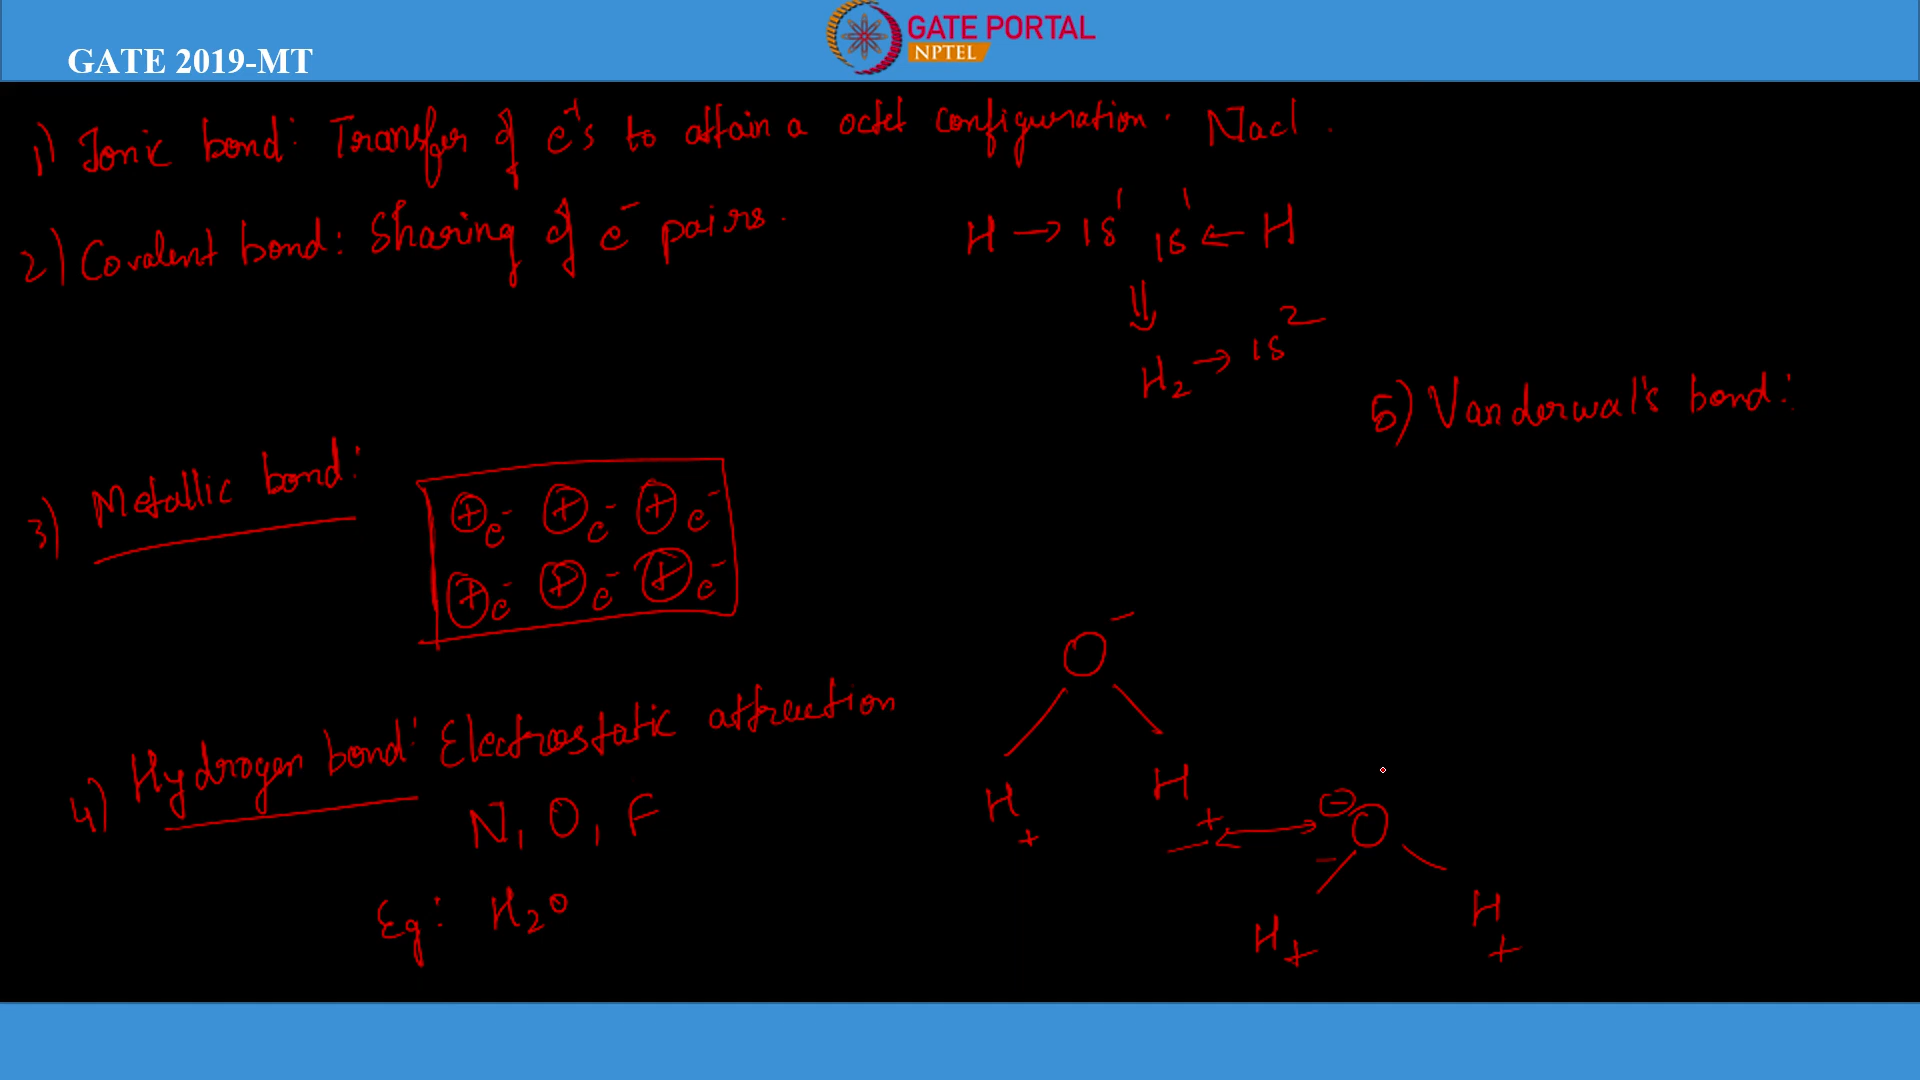 GATE 2019-MT
GATE PORTAL
NPTEL
1) Ionic bond: Transfer of e⁻'s to attain a octet configuration. Nacl.
2) Covalent bond: Sharing of e⁻ pairs.
H → 1s¹ 1s¹ ← H
⇓
H₂ → 1s²
3) Metallic bond:
+ e⁻ + e⁻ + e⁻
+ e⁻ + e⁻ + e⁻
4) Hydrogen bond: Electrostatic attraction
N, O, F
Eg: H₂O
O⁻
H H
+ +
⊖ O
−
H H
+ +
5) Vanderwal's bond: